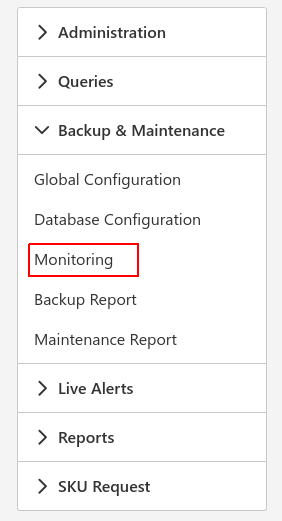 Administration
Queries
Backup & Maintenance
Global Configuration
Database Configuration
Monitoring
Backup Report
Maintenance Report
Live Alerts
Reports
SKU Request